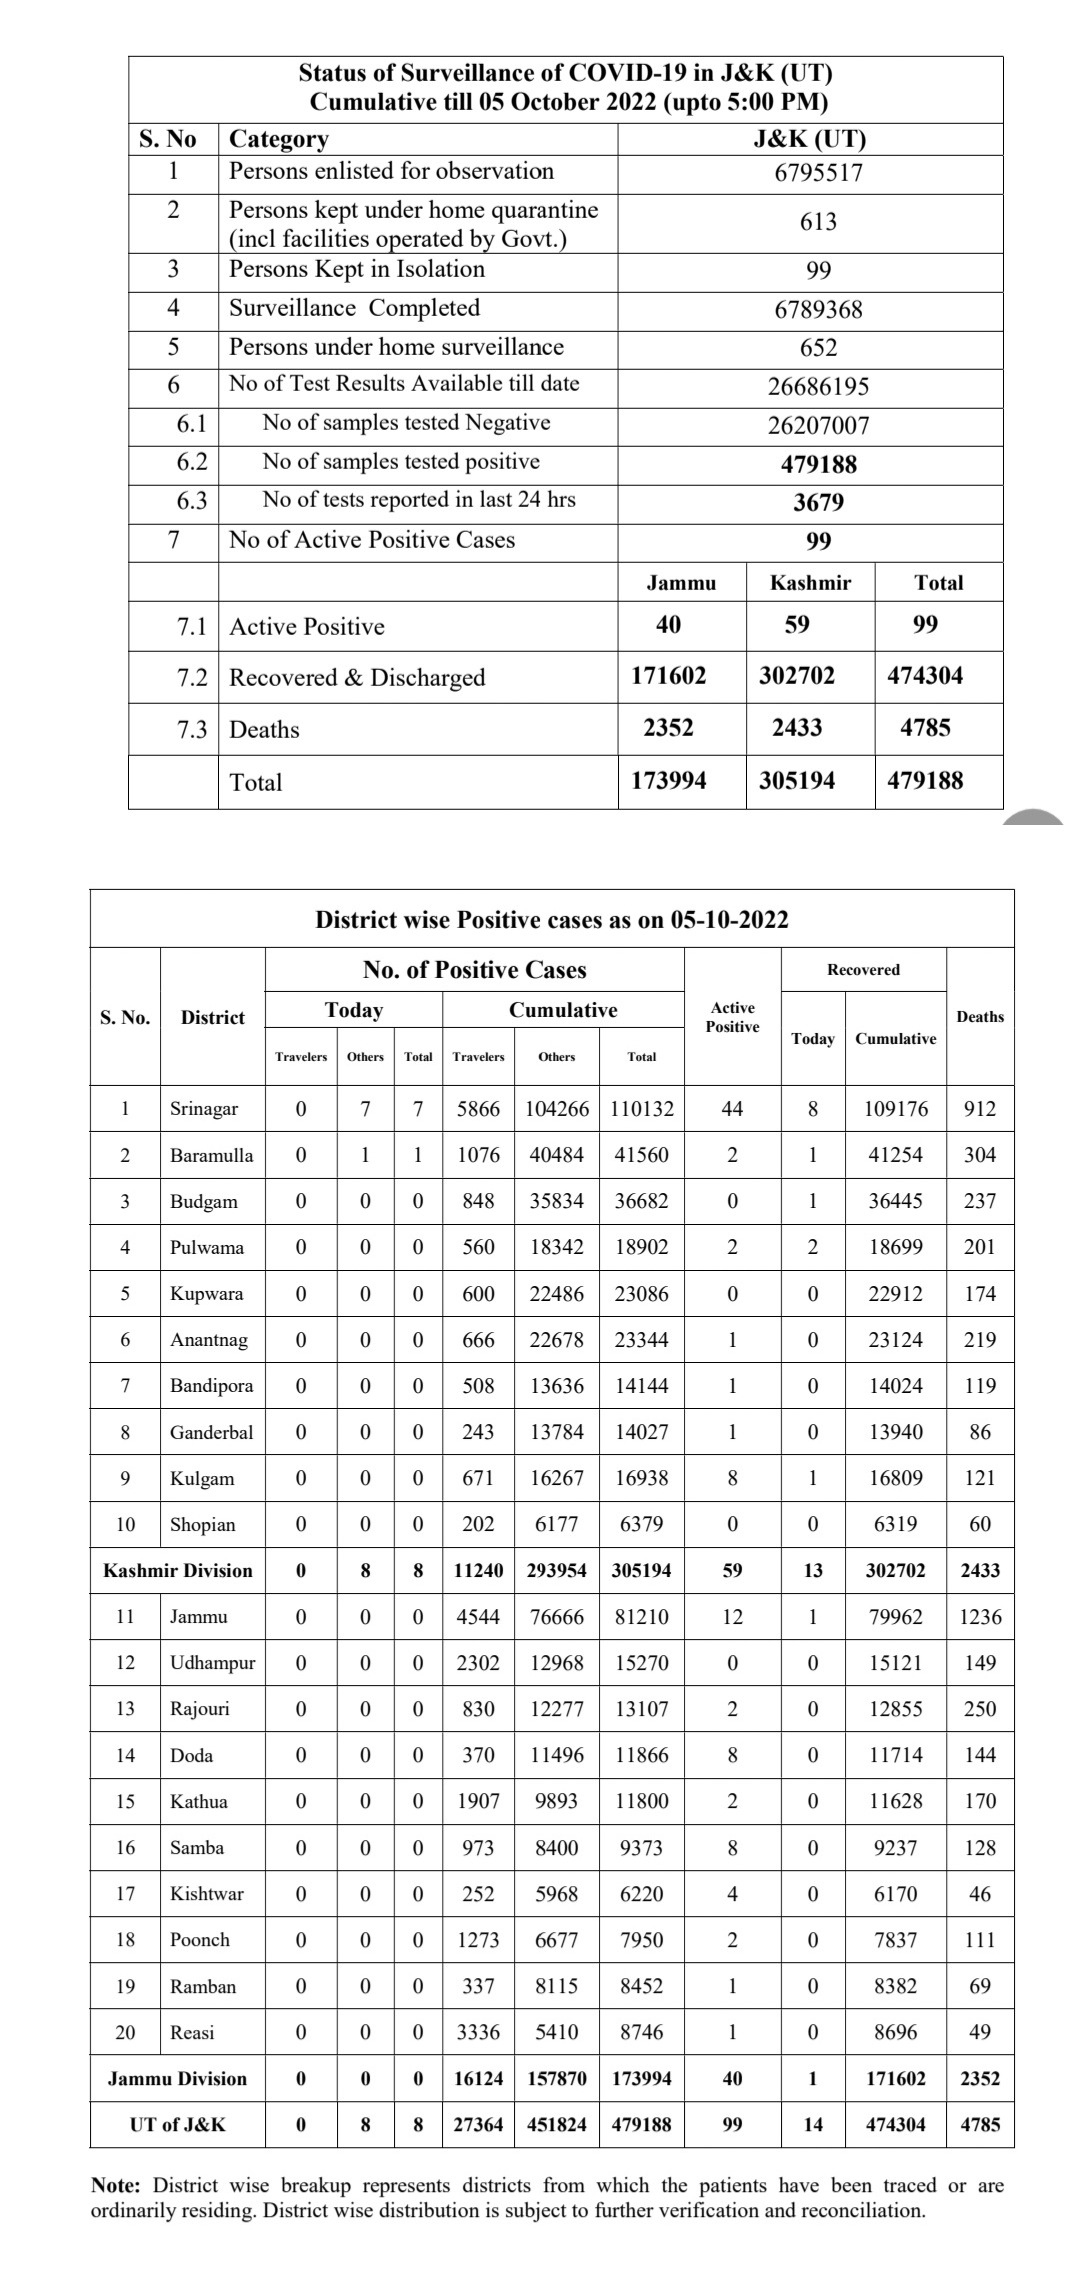 Status of Surveillance of COVID-19 in J&K (UT)
Cumulative till 05 October 2022 (upto 5:00 PM)
S. No Category J&K (UT)
1 Persons enlisted for observation 6795517
2 Persons kept under home quarantine
(incl facilities operated by Govt.) 613
3 Persons Kept in Isolation 99
4 Surveillance Completed 6789368
5 Persons under home surveillance 652
6 No of Test Results Available till date 26686195
6.1 No of samples tested Negative 26207007
6.2 No of samples tested positive 479188
6.3 No of tests reported in last 24 hrs 3679
7 No of Active Positive Cases 99
Jammu Kashmir Total
7.1 Active Positive 40 59 99
7.2 Recovered & Discharged 171602 302702 474304
7.3 Deaths 2352 2433 4785
Total 173994 305194 479188
District wise Positive cases as on 05-10-2022
S. No. District No. of Positive Cases Active Positive Recovered Deaths
Today Cumulative Today Cumulative
Travelers Others Total Travelers Others Total
1 Srinagar 0 7 7 5866 104266 110132 44 8 109176 912
2 Baramulla 0 1 1 1076 40484 41560 2 1 41254 304
3 Budgam 0 0 0 848 35834 36682 0 1 36445 237
4 Pulwama 0 0 0 560 18342 18902 2 2 18699 201
5 Kupwara 0 0 0 600 22486 23086 0 0 22912 174
6 Anantnag 0 0 0 666 22678 23344 1 0 23124 219
7 Bandipora 0 0 0 508 13636 14144 1 0 14024 119
8 Ganderbal 0 0 0 243 13784 14027 1 0 13940 86
9 Kulgam 0 0 0 671 16267 16938 8 1 16809 121
10 Shopian 0 0 0 202 6177 6379 0 0 6319 60
Kashmir Division 0 8 8 11240 293954 305194 59 13 302702 2433
11 Jammu 0 0 0 4544 76666 81210 12 1 79962 1236
12 Udhampur 0 0 0 2302 12968 15270 0 0 15121 149
13 Rajouri 0 0 0 830 12277 13107 2 0 12855 250
14 Doda 0 0 0 370 11496 11866 8 0 11714 144
15 Kathua 0 0 0 1907 9893 11800 2 0 11628 170
16 Samba 0 0 0 973 8400 9373 8 0 9237 128
17 Kishtwar 0 0 0 252 5968 6220 4 0 6170 46
18 Poonch 0 0 0 1273 6677 7950 2 0 7837 111
19 Ramban 0 0 0 337 8115 8452 1 0 8382 69
20 Reasi 0 0 0 3336 5410 8746 1 0 8696 49
Jammu Division 0 0 0 16124 157870 173994 40 1 171602 2352
UT of J&K 0 8 8 27364 451824 479188 99 14 474304 4785
Note: District wise breakup represents districts from which the patients have been traced or are
ordinarily residing. District wise distribution is subject to further verification and reconciliation.